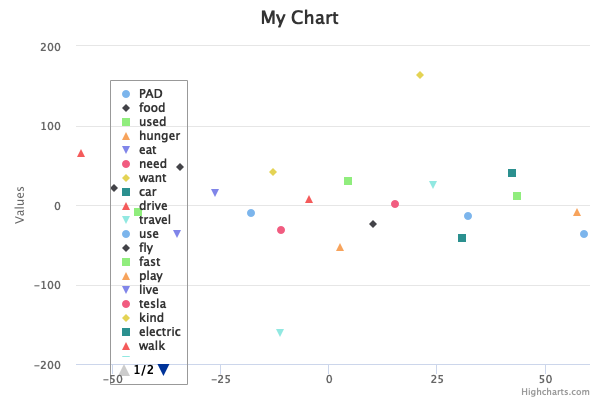 My Chart
Values
200
100
0
-100
-200
PAD
food
used
hunger
eat
need
want
car
drive
travel
use
fly
fast
play
live
tesla
kind
electric
walk
1/2
-50
-25
0
25
50
Highcharts.com